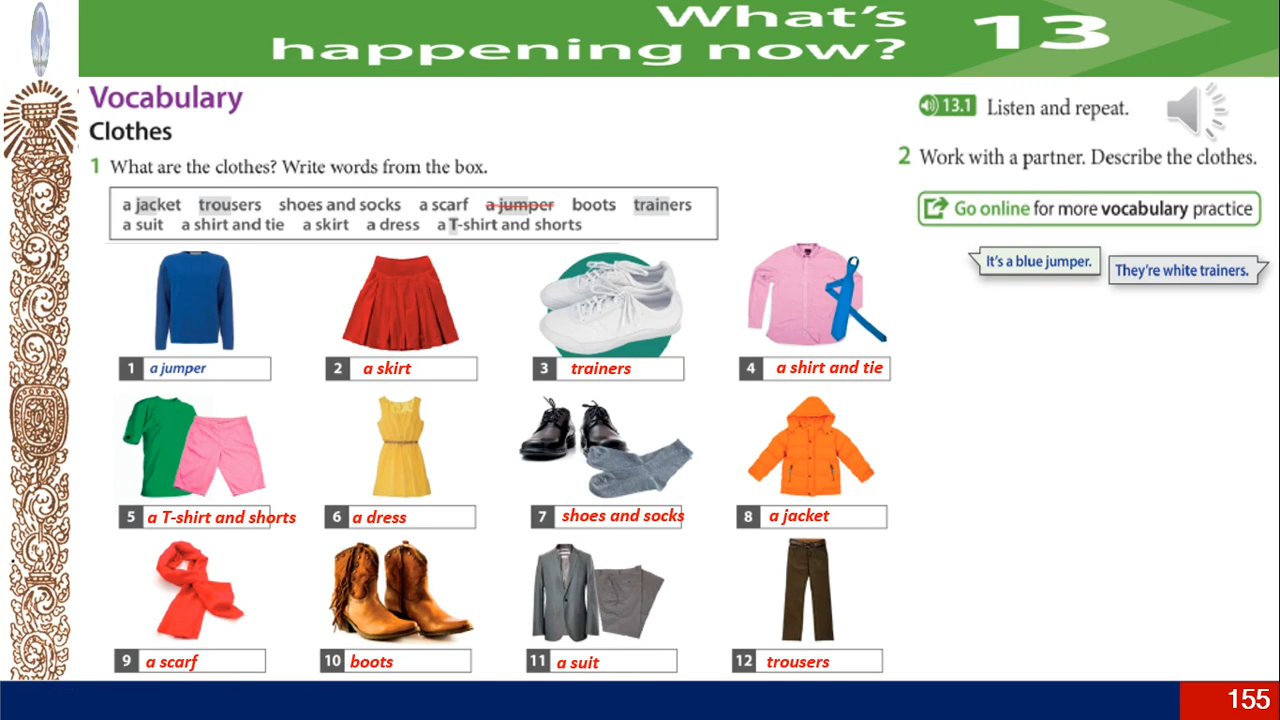 What's
happening now?
13
Vocabulary
Clothes
1 What are the clothes? Write words from the box.
a jacket trousers shoes and socks a scarf a jumper boots trainers
a suit a shirt and tie a skirt a dress a T-shirt and shorts
13.1 Listen and repeat.
2 Work with a partner. Describe the clothes.
Go online for more vocabulary practice
It's a blue jumper.
They're white trainers.
1 a jumper
2 a skirt
3 trainers
4 a shirt and tie
5 a T-shirt and shorts
6 a dress
7 shoes and socks
8 a jacket
9 a scarf
10 boots
11 a suit
12 trousers
155